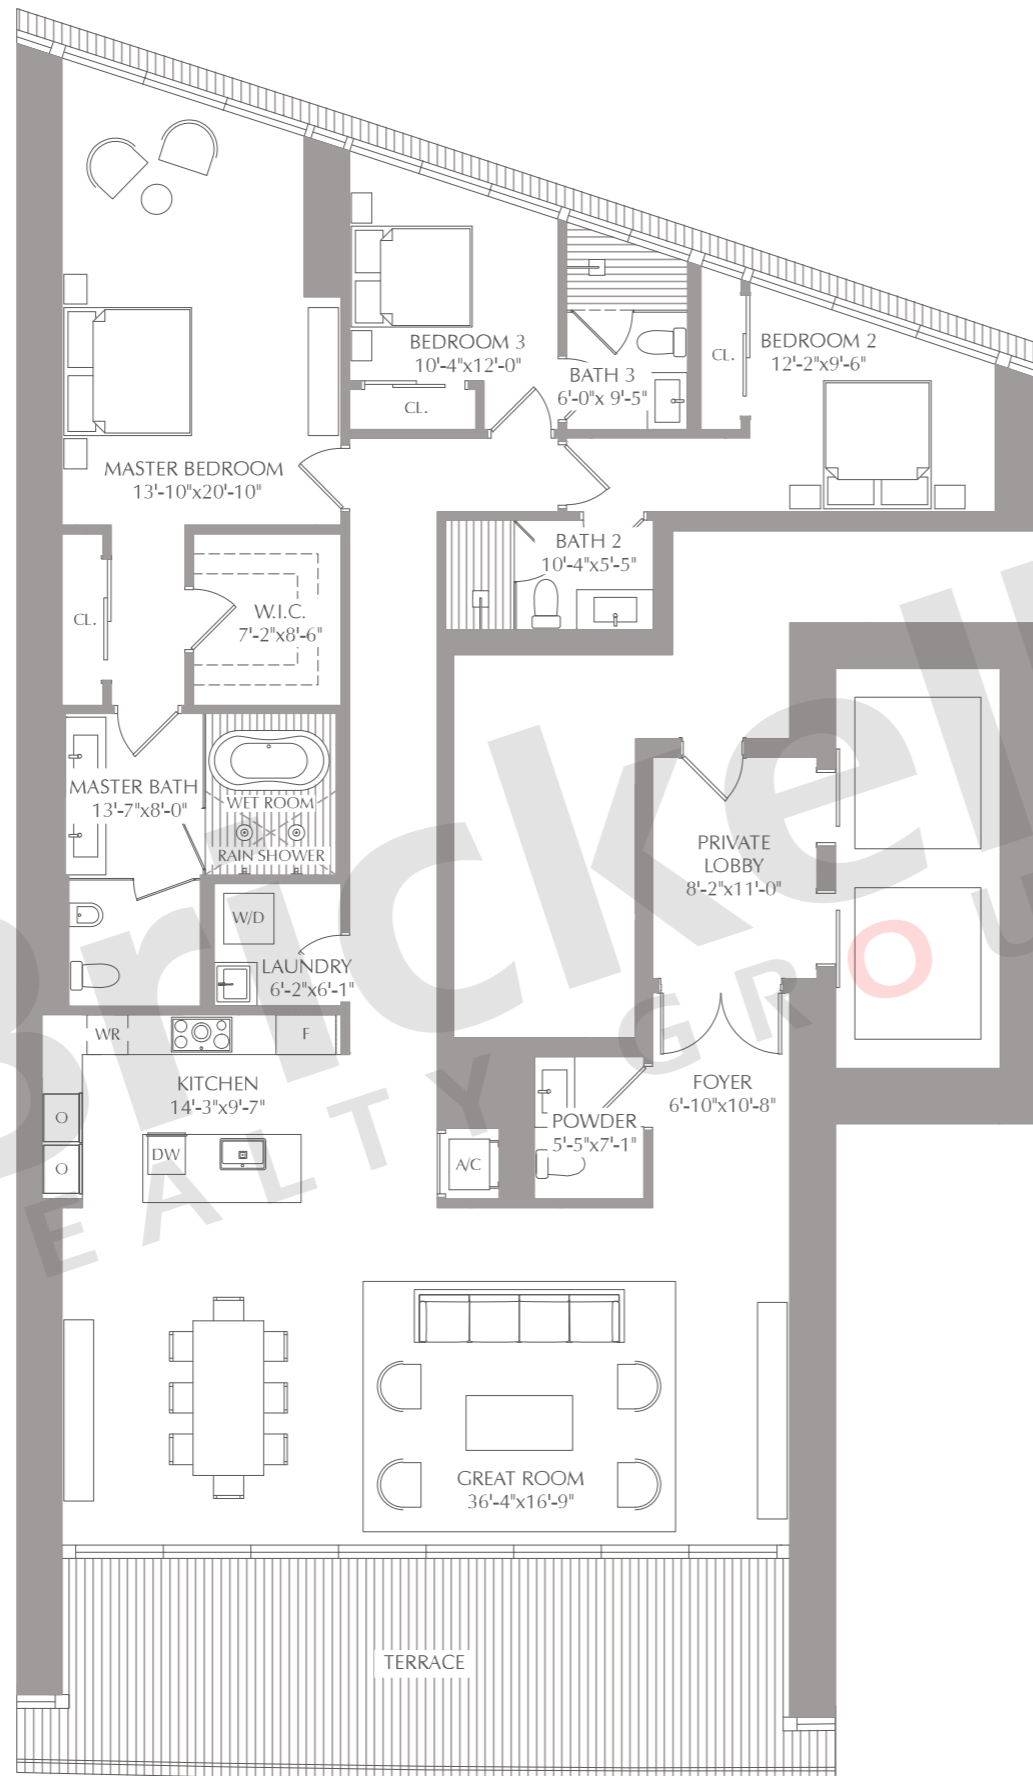 BEDROOM 3
10'-4"x12'-0"
BEDROOM 2
12'-2"x9'-6"
CL.
BATH 3
6'-0"x 9'-5"
CL.
MASTER BEDROOM
13'-10"x20'-10"
BATH 2
10'-4"x5'-5"
CL.
W.I.C.
7'-2"x8'-6"
MASTER BATH
13'-7"x8'-0"
WET ROOM
RAIN SHOWER
PRIVATE
LOBBY
8'-2"x11'-0"
W/D
LAUNDRY
6'-2"x6'-1"
WR
F
KITCHEN
14'-3"x9'-7"
FOYER
6'-10"x10'-8"
O
O
DW
POWDER
5'-5"x7'-1"
A/C
GREAT ROOM
36'-4"x16'-9"
TERRACE
Brickell
REALTY GROU